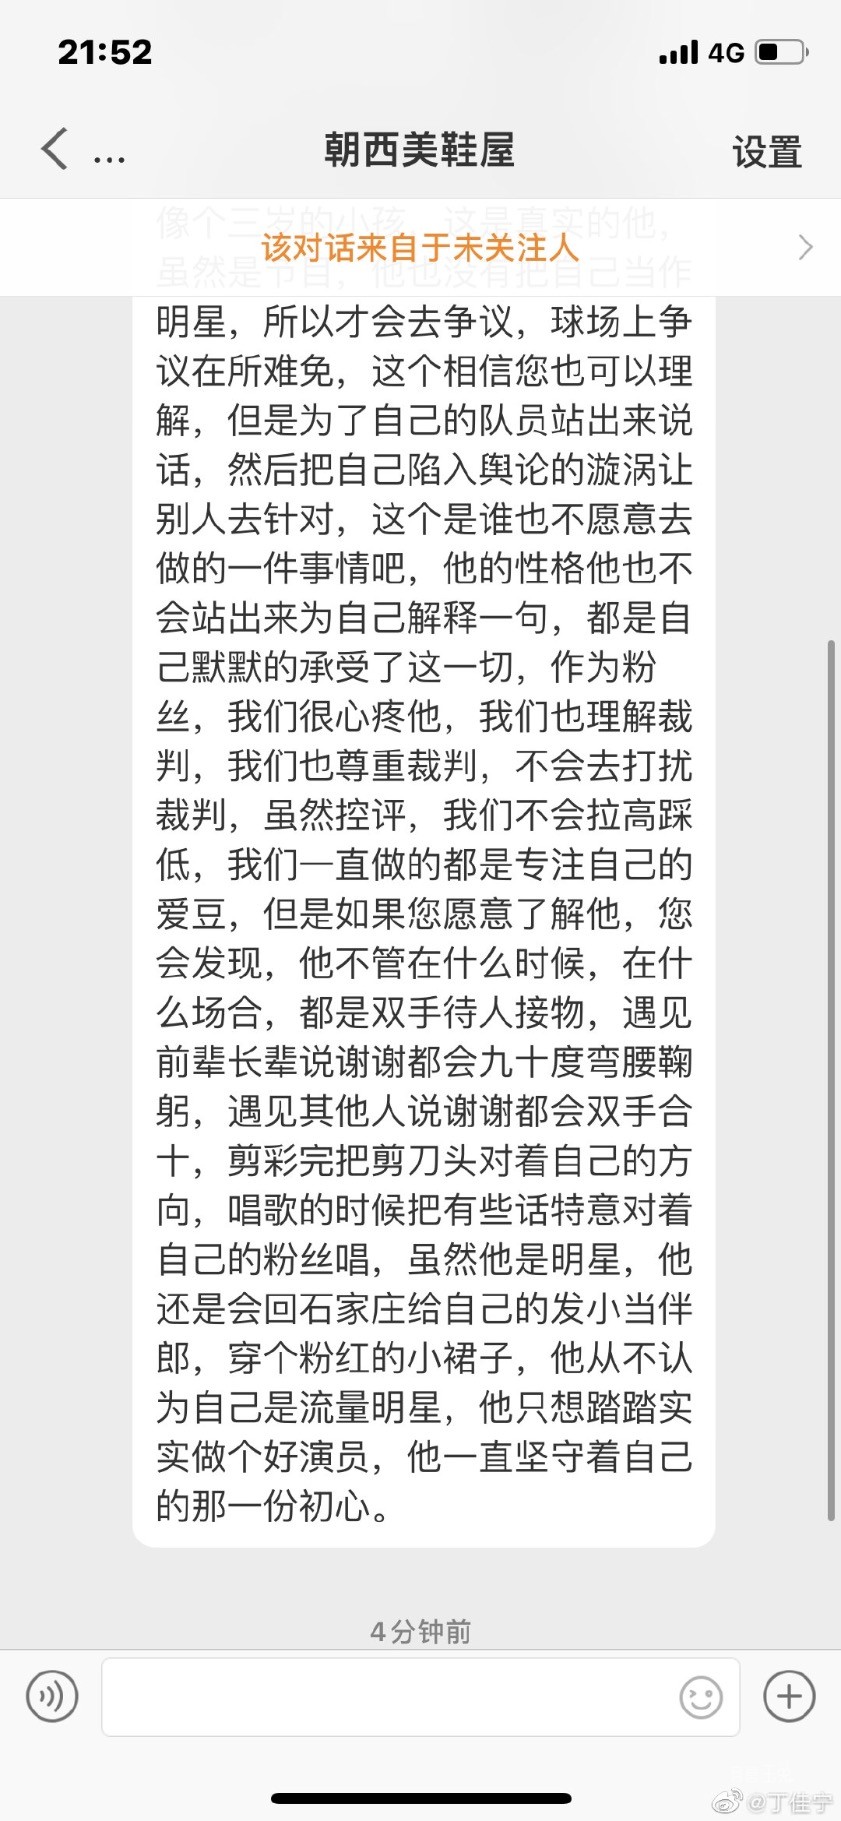 21:52
4G
...
朝西美鞋屋
设置
像个三岁的小孩，这是真实的他，
该对话来自于未关注人
虽然是节目，他也没有把自己当作
明星，所以才会去争议，球场上争
议在所难免，这个相信您也可以理
解，但是为了自己的队员站出来说
话，然后把自己陷入舆论的漩涡让
别人去针对，这个是谁也不愿意去
做的一件事情吧，他的性格他也不
会站出来为自己解释一句，都是自
己默默的承受了这一切，作为粉
丝，我们很心疼他，我们也理解裁
判，我们也尊重裁判，不会去打扰
裁判，虽然控评，我们不会拉高踩
低，我们一直做的都是专注自己的
爱豆，但是如果您愿意了解他，您
会发现，他不管在什么时候，在什
么场合，都是双手待人接物，遇见
前辈长辈说谢谢都会九十度弯腰鞠
躬，遇见其他人说谢谢都会双手合
十，剪彩完把剪刀头对着自己的方
向，唱歌的时候把有些话特意对着
自己的粉丝唱，虽然他是明星，他
还是会回石家庄给自己的发小当伴
郎，穿个粉红的小裙子，他从不认
为自己是流量明星，他只想踏踏实
实做个好演员，他一直坚守着自己
的那一份初心。
4分钟前
@丁佳宁